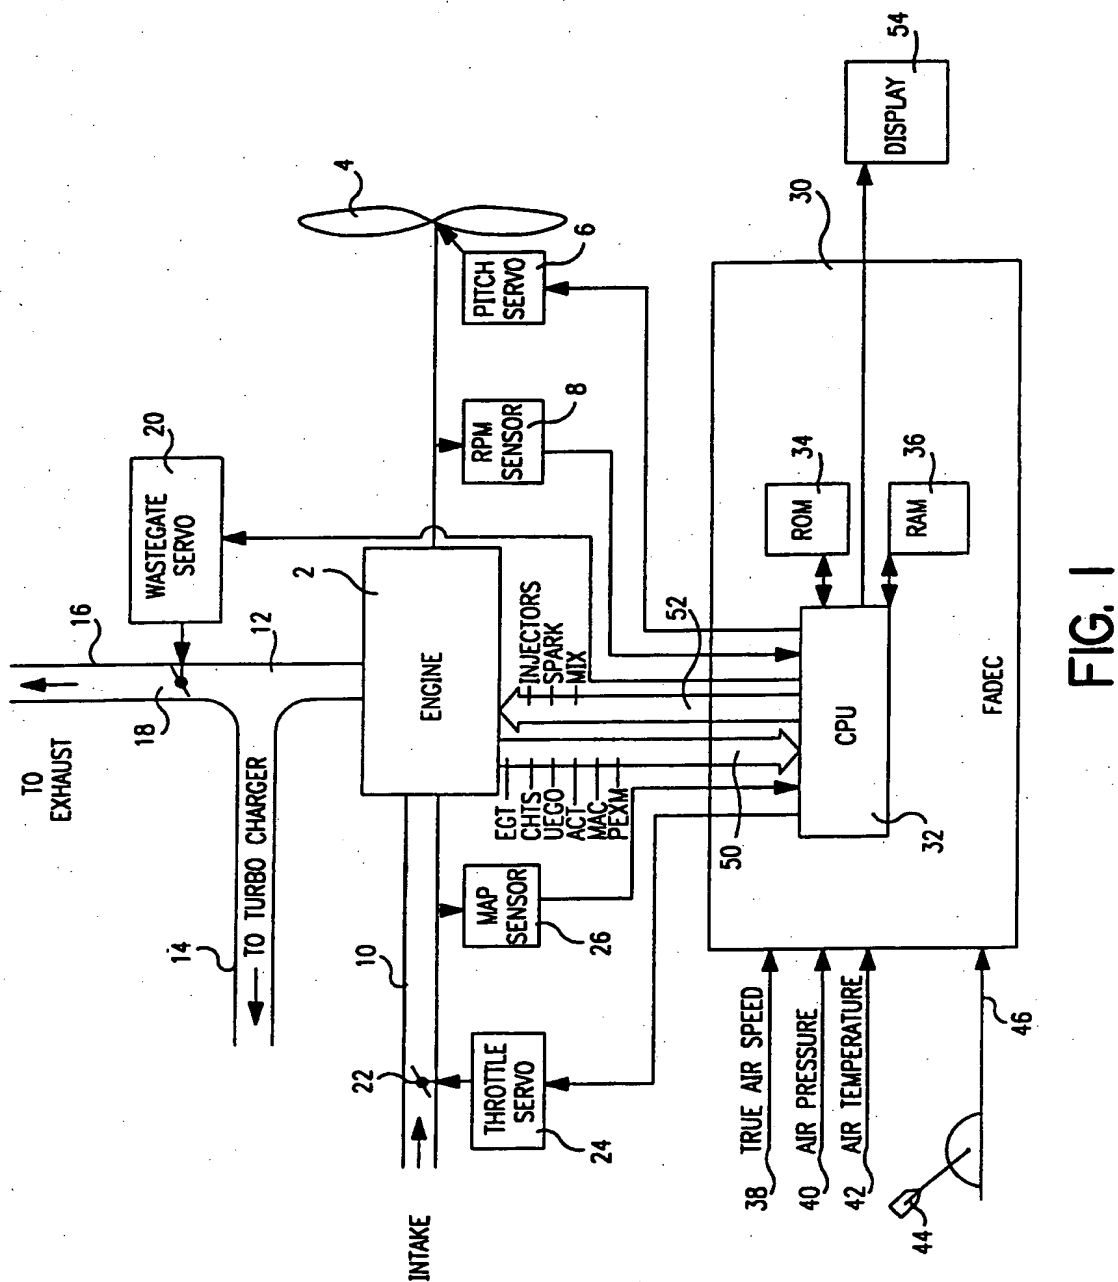 TO
EXHAUST
16
18
12
WASTEGATE
SERVO
20
14
TO TURBO CHARGER
ENGINE
2
4
INTAKE
22
10
THROTTLE
SERVO
24
MAP
SENSOR
26
EGT
CHTS
UEGO
ACT
MAC
PEXM
INJECTORS
SPARK
MIX
RPM
SENSOR
8
PITCH
SERVO
6
50
52
38 TRUE AIR SPEED
40 AIR PRESSURE
42 AIR TEMPERATURE
44
46
CPU
32
ROM
34
RAM
36
FADEC
30
DISPLAY
54
FIG. 1